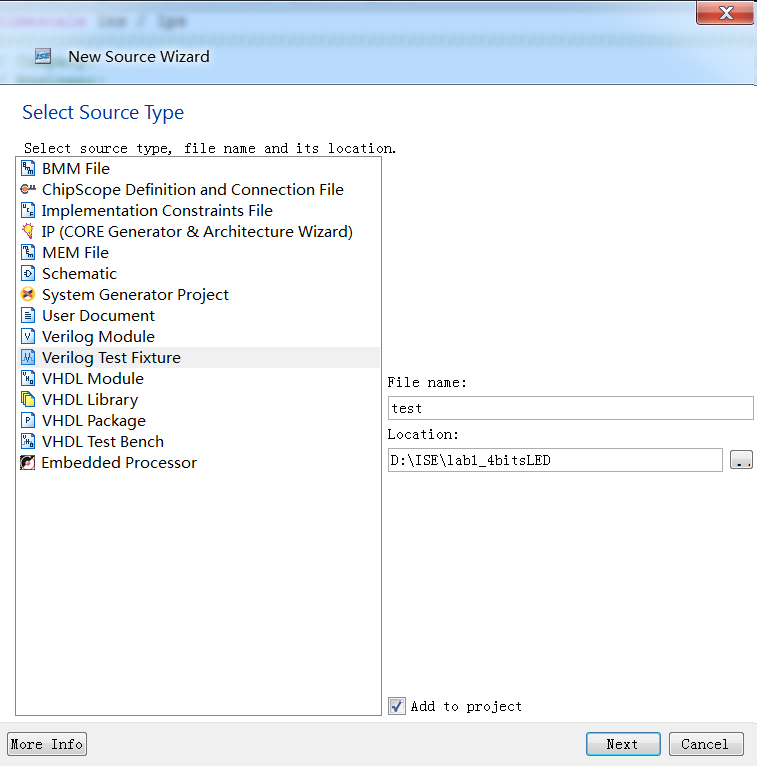 timescale 1ns / 1ps
New Source Wizard
Select Source Type
Select source type, file name and its location.
BMM File
ChipScope Definition and Connection File
Implementation Constraints File
IP (CORE Generator & Architecture Wizard)
MEM File
Schematic
System Generator Project
User Document
Verilog Module
Verilog Test Fixture
VHDL Module
VHDL Library
VHDL Package
VHDL Test Bench
Embedded Processor
File name:
test
Location:
D:\ISE\lab1_4bitsLED
...
Add to project
More Info
Next
Cancel